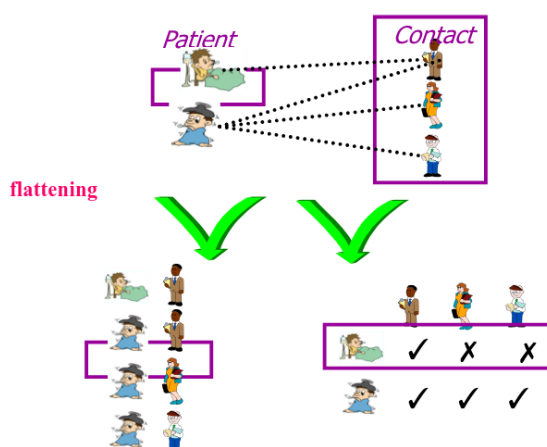 Patient
Contact
flattening
✓ ✗ ✗
✓ ✓ ✓